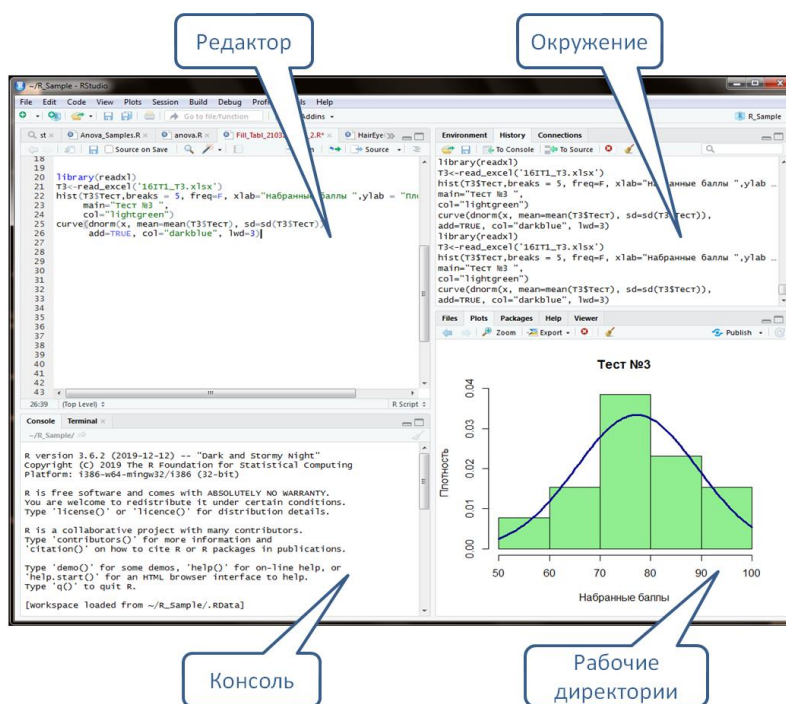 Редактор
Окружение
~/R_Sample - RStudio
File Edit Code View Plots Session Build Debug Help
Go to file/function Addins R_Sample
st Anova_Samples.R anova.R 2.R* HairEye
Source on Save Source
18
19
20 library(readxl)
21 T3<-read_excel('16IT1_T3.xlsx')
22 hist(T3$Тест,breaks = 5, freq=F, xlab="Набранные баллы ",ylab = "Пло
23 main="Тест №3 ",
24 col="lightgreen")
25 curve(dnorm(x, mean=mean(T3$Тест), sd=sd(T3$Тест)
26 add=TRUE, col="darkblue", lwd=3)
27
28
29
30
31
32
33
34
35
36
37
38
39
40
41
42
43
26:39 (Top Level) R Script
Console Terminal
~/R_Sample/
R version 3.6.2 (2019-12-12) -- "Dark and Stormy Night"
Copyright (C) 2019 The R Foundation for Statistical Computing
Platform: i386-w64-mingw32/i386 (32-bit)
R is free software and comes with ABSOLUTELY NO WARRANTY.
You are welcome to redistribute it under certain conditions.
Type 'license()' or 'licence()' for distribution details.
R is a collaborative project with many contributors.
Type 'contributors()' for more information and
'citation()' on how to cite R or R packages in publications.
Type 'demo()' for some demos, 'help()' for on-line help, or
'help.start()' for an HTML browser interface to help.
Type 'q()' to quit R.
[workspace loaded from ~/R_Sample/.RData]
Environment History Connections
To Console To Source
library(readxl)
T3<-read_excel('16IT1_T3.xlsx')
hist(T3$Тест,breaks = 5, freq=F, xlab="Набранные баллы ",ylab …
main="Тест №3 ",
col="lightgreen")
curve(dnorm(x, mean=mean(T3$Тест), sd=sd(T3$Тест)),
add=TRUE, col="darkblue", lwd=3)
library(readxl)
T3<-read_excel('16IT1_T3.xlsx')
hist(T3$Тест,breaks = 5, freq=F, xlab="Набранные баллы ",ylab …
main="Тест №3 ",
col="lightgreen")
curve(dnorm(x, mean=mean(T3$Тест), sd=sd(T3$Тест)),
add=TRUE, col="darkblue", lwd=3)
Files Plots Packages Help Viewer
Zoom Export Publish
Тест №3
Плотность
0.04
0.03
0.02
0.01
0.00
50 60 70 80 90 100
Набранные баллы
Консоль
Рабочие
директории